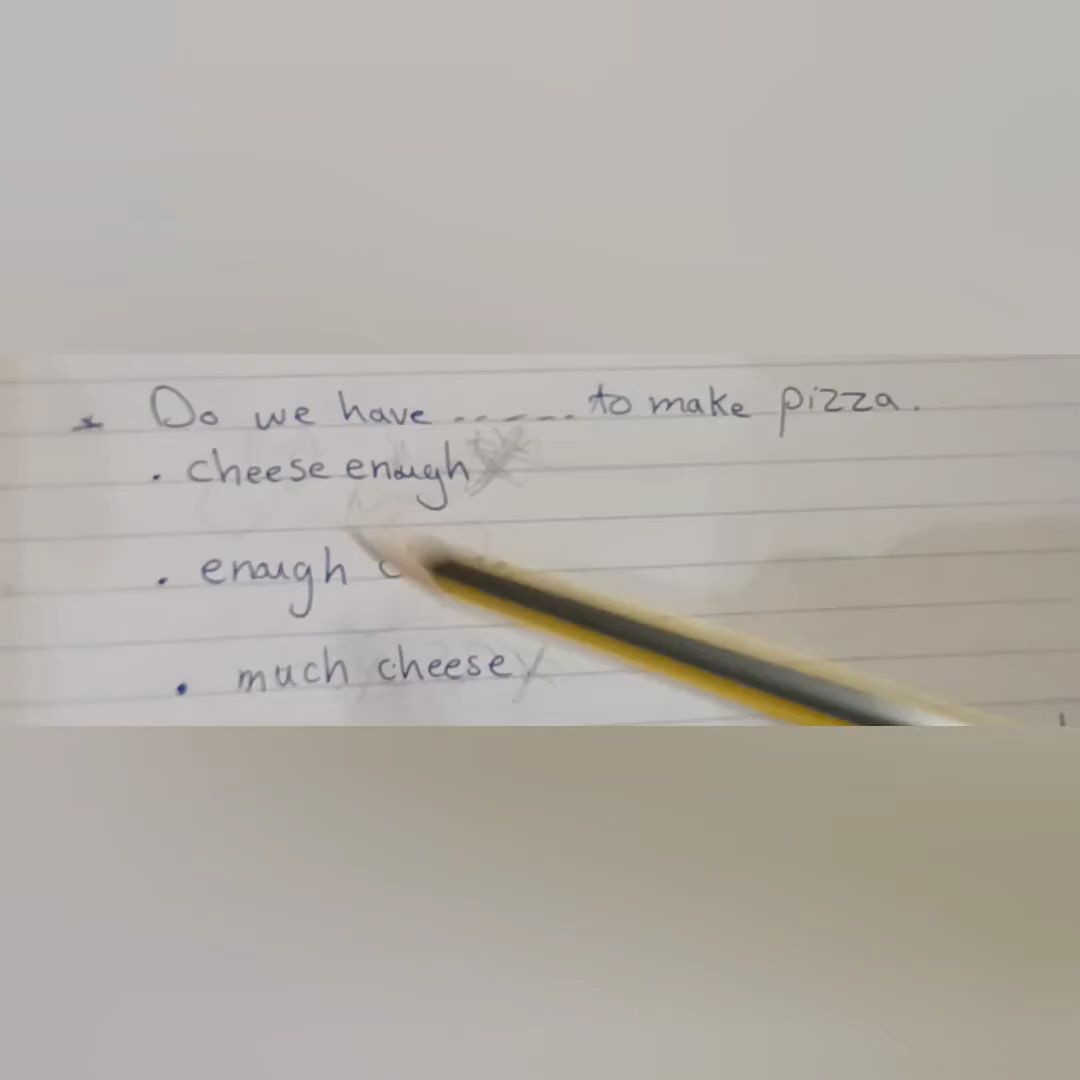 * Do we have ----- to make pizza.
. cheese enough
. enough
. much cheese